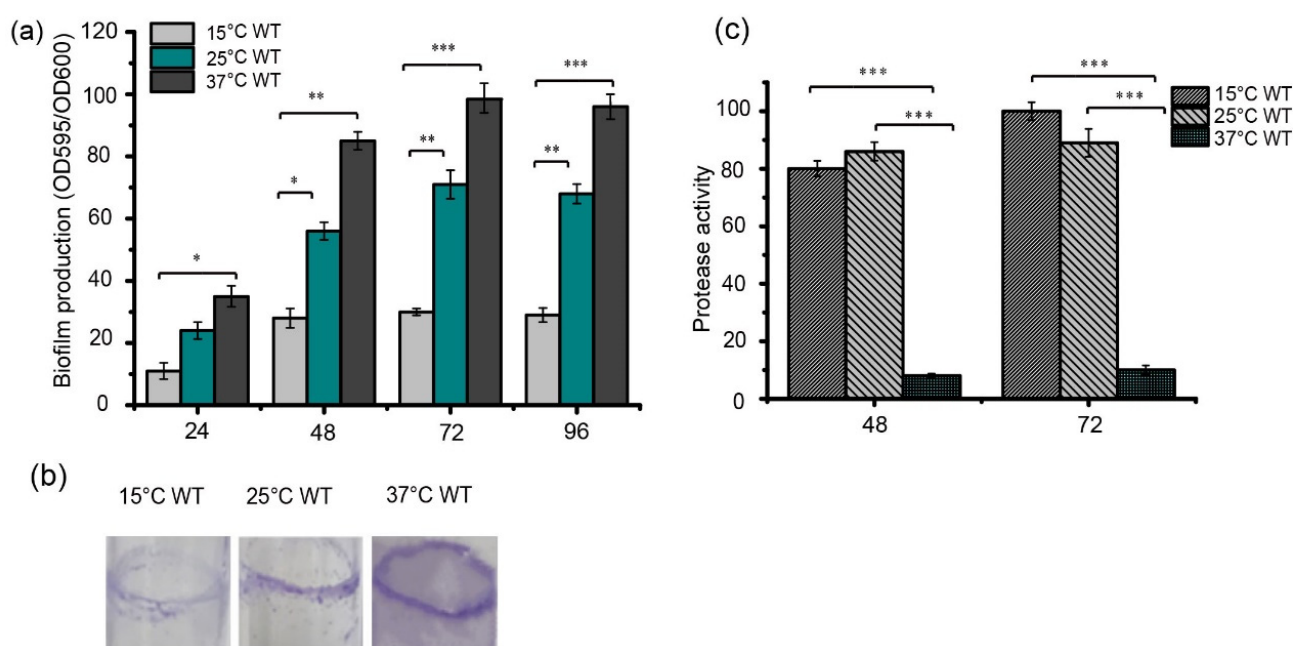 (a)
15°C WT
25°C WT
37°C WT
Biofilm production (OD595/OD600)
120
100
80
60
40
20
0
*
*
**
**
***
**
***
24
48
72
96
(b)
15°C WT
25°C WT
37°C WT
(c)
15°C WT
25°C WT
37°C WT
Protease activity
100
80
60
40
20
0
***
***
***
***
48
72